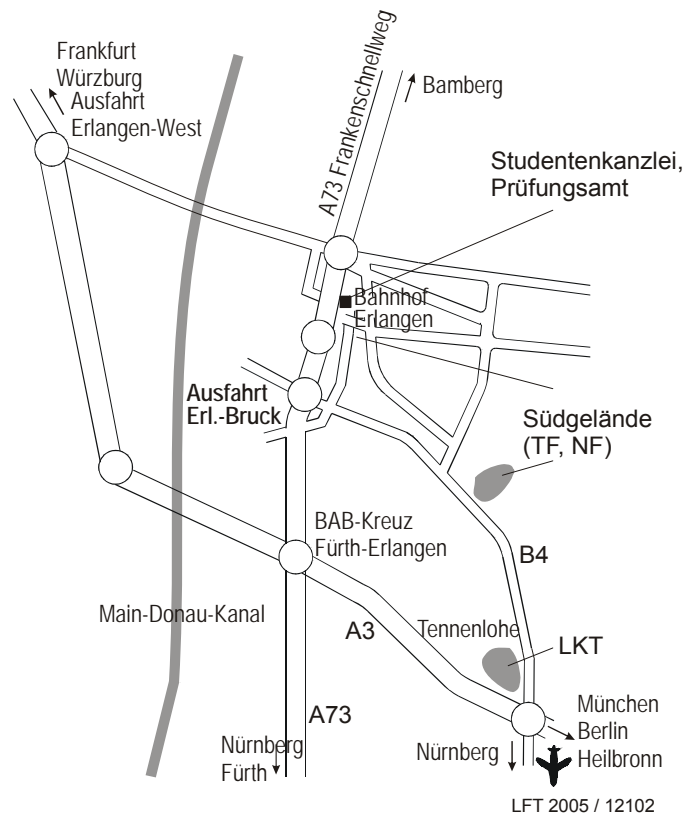 Frankfurt
Würzburg
Ausfahrt
Erlangen-West
A73 Frankenschnellweg
Bamberg
Studentenkanzlei,
Prüfungsamt
Bahnhof
Erlangen
Ausfahrt
Erl.-Bruck
Südgelände
(TF, NF)
BAB-Kreuz
Fürth-Erlangen
B4
Main-Donau-Kanal
A3
Tennenlohe
LKT
A73
München
Berlin
Heilbronn
Nürnberg
Fürth
Nürnberg
LFT 2005 / 12102